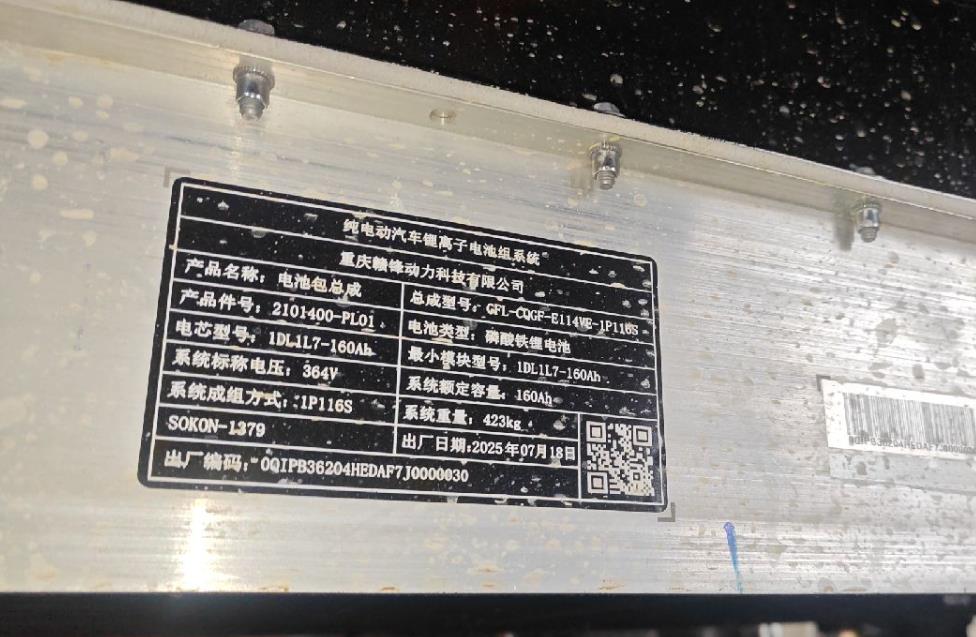 纯电动汽车锂离子电池组系统
重庆赣锋动力科技有限公司
产品名称: 电池包总成
总成型号: GFL-CQGF-E114VE-1P116S
产品件号: 2101400-PL01
电池类型: 磷酸铁锂电池
电芯型号: 1DL1L7-160Ah
最小模块型号: 1DL1L7-160Ah
系统标称电压: 364V
系统额定容量: 160Ah
系统成组方式: 1P116S
系统重量: 423kg
SOKON-1379
出厂日期:2025年07月18日
出厂编码: 0QIPB36204HEDAF7J0000030